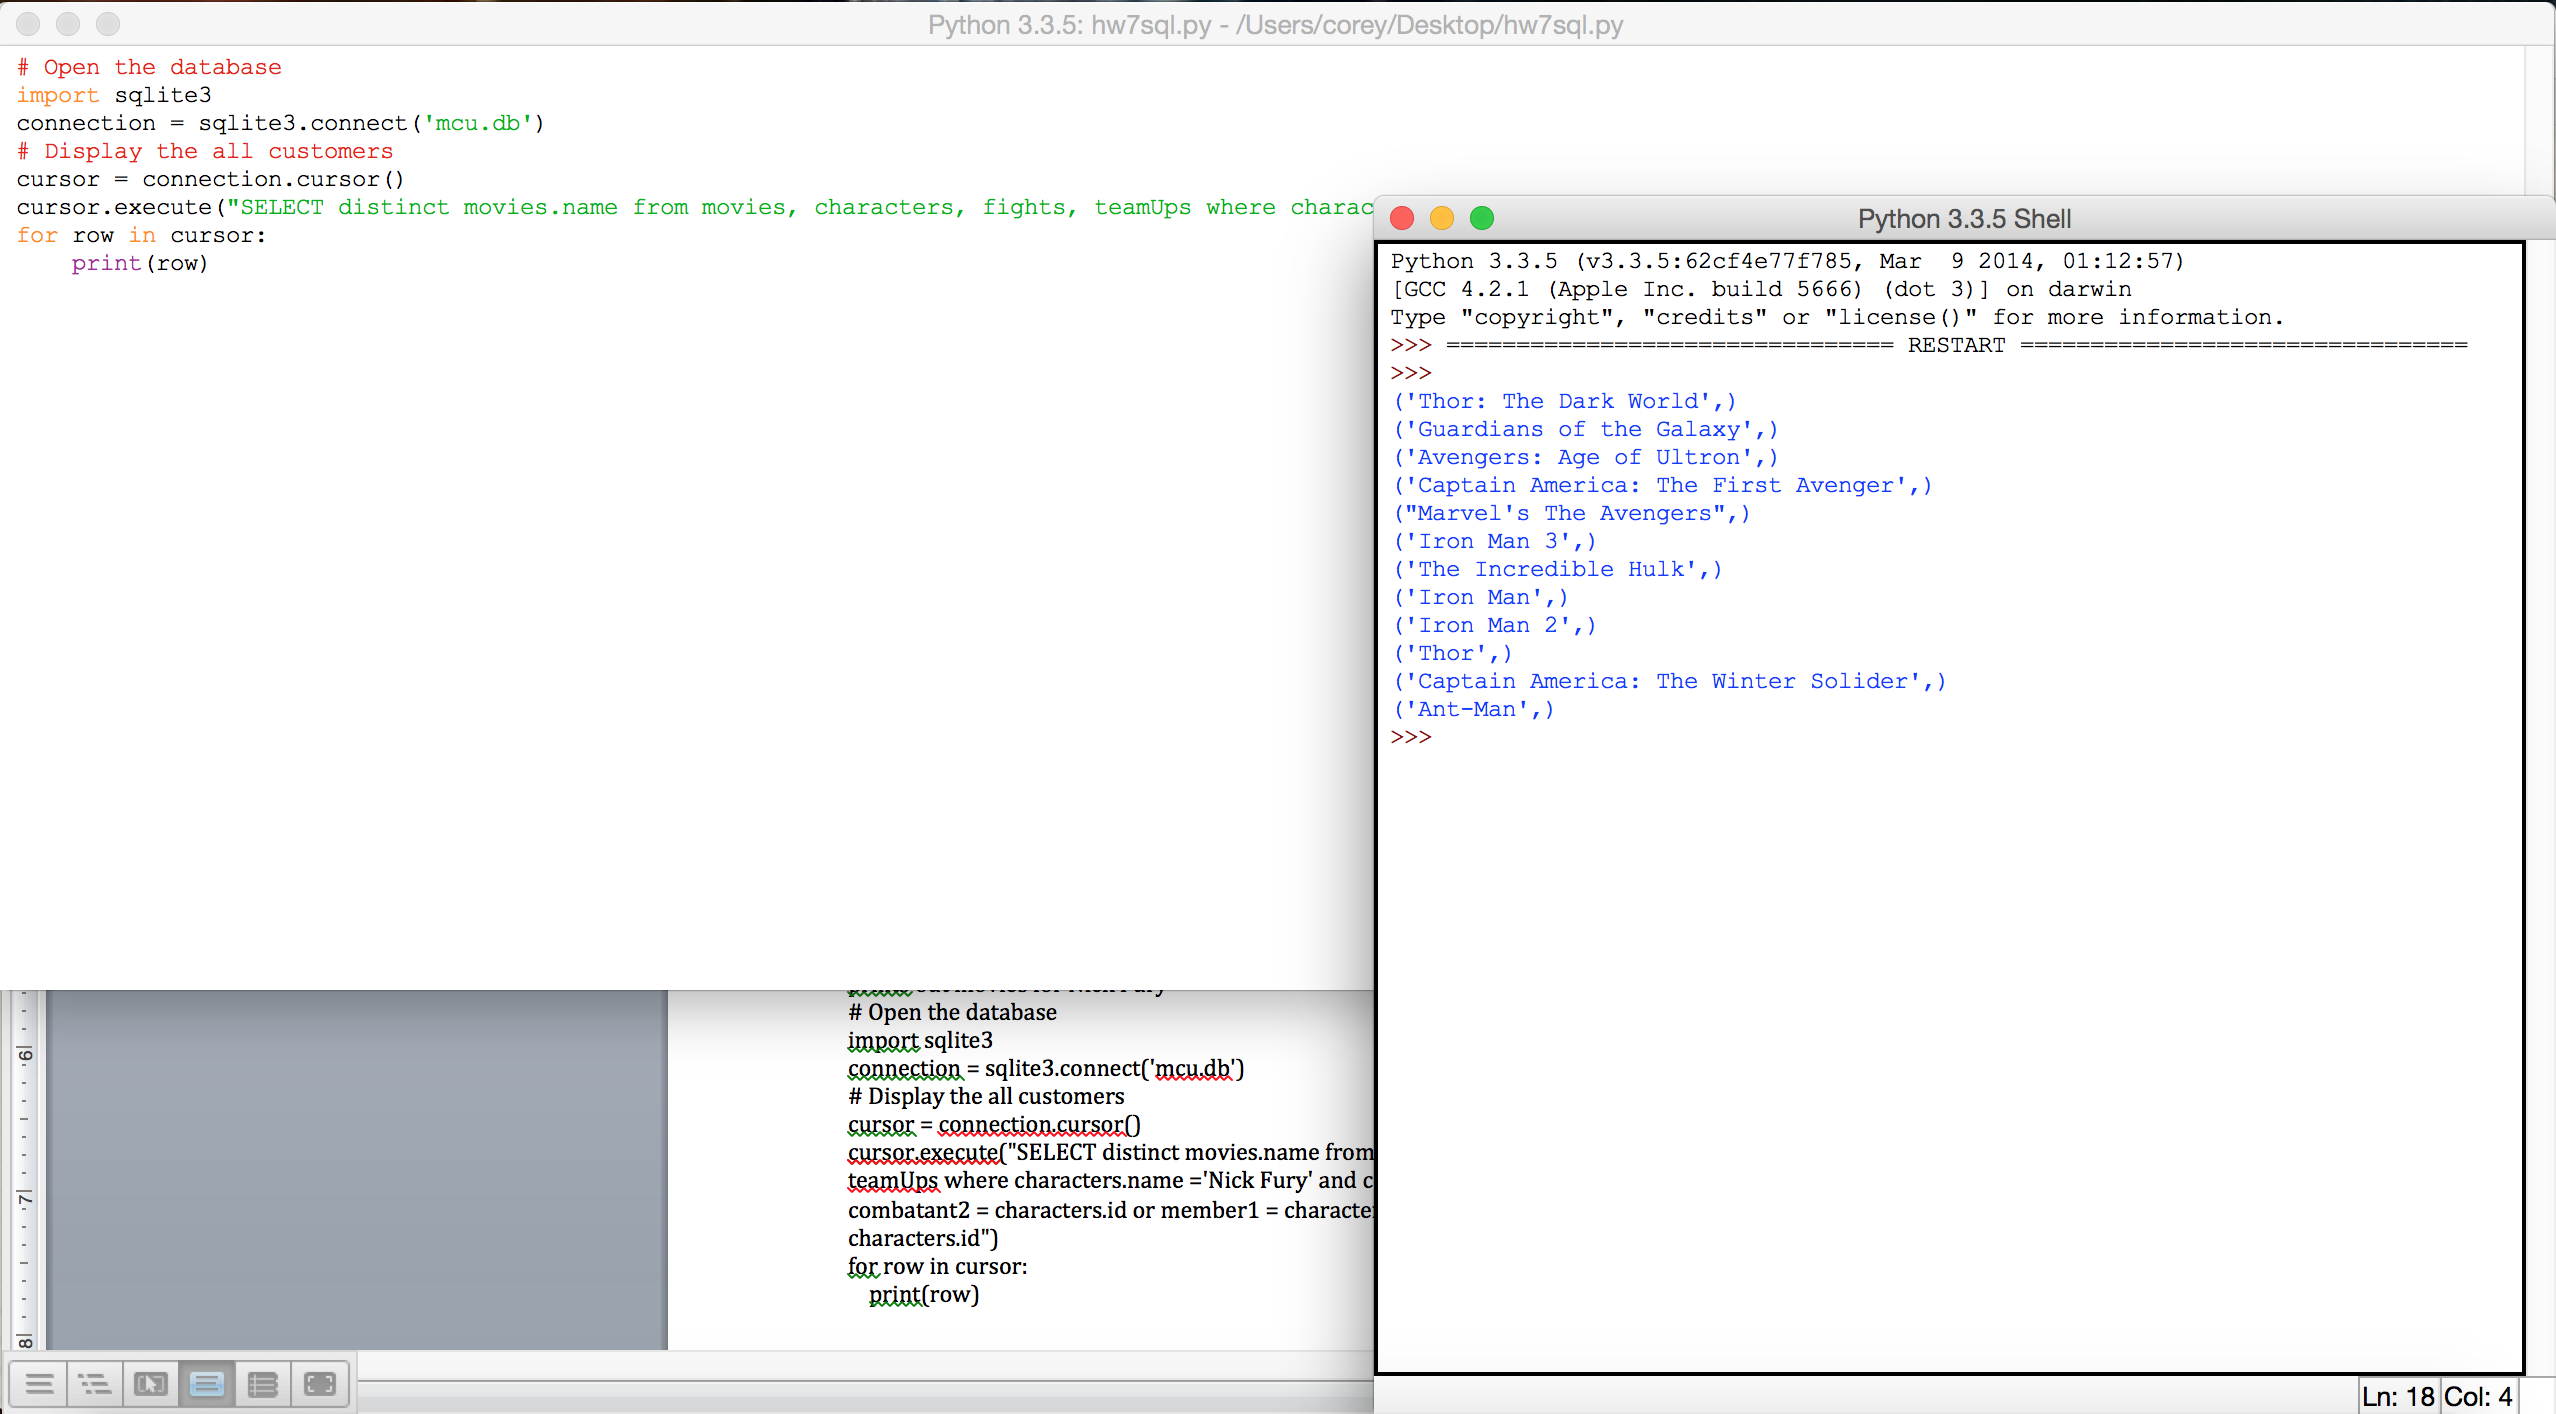 Python 3.3.5: hw7sql.py - /Users/corey/Desktop/hw7sql.py
# Open the database
import sqlite3
connection = sqlite3.connect('mcu.db')
# Display the all customers
cursor = connection.cursor()
cursor.execute("SELECT distinct movies.name from movies, characters, fights, teamUps where charac
for row in cursor:
    print(row)
Python 3.3.5 Shell
Python 3.3.5 (v3.3.5:62cf4e77f785, Mar  9 2014, 01:12:57)
[GCC 4.2.1 (Apple Inc. build 5666) (dot 3)] on darwin
Type "copyright", "credits" or "license()" for more information.
>>> ================================ RESTART ================================
>>>
('Thor: The Dark World',)
('Guardians of the Galaxy',)
('Avengers: Age of Ultron',)
('Captain America: The First Avenger',)
("Marvel's The Avengers",)
('Iron Man 3',)
('The Incredible Hulk',)
('Iron Man',)
('Iron Man 2',)
('Thor',)
('Captain America: The Winter Solider',)
('Ant-Man',)
>>>
# Open the database
import sqlite3
connection = sqlite3.connect('mcu.db')
# Display the all customers
cursor = connection.cursor()
cursor.execute("SELECT distinct movies.name from
teamUps where characters.name ='Nick Fury' and c
combatant2 = characters.id or member1 = characte
characters.id")
for row in cursor:
    print(row)
6
7
8
Ln: 18 Col: 4